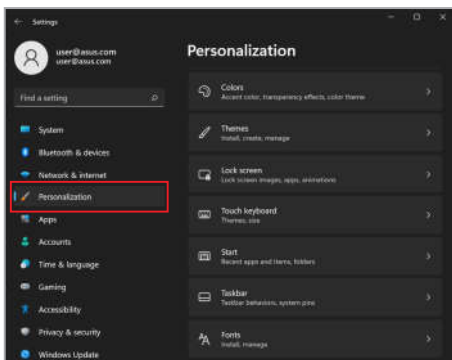 Settings
user@asus.com
user@asus.com
Find a setting
System
Bluetooth & devices
Network & internet
Personalization
Apps
Accounts
Time & language
Gaming
Accessibility
Privacy & security
Windows Update
Personalization
Colors
Accent color, transparency effects, color theme
Themes
Install, create, manage
Lock screen
Lock screen images, apps, animations
Touch keyboard
Themes, size
Start
Recent apps and items, folders
Taskbar
Taskbar behaviors, system pins
Fonts
Install, manage